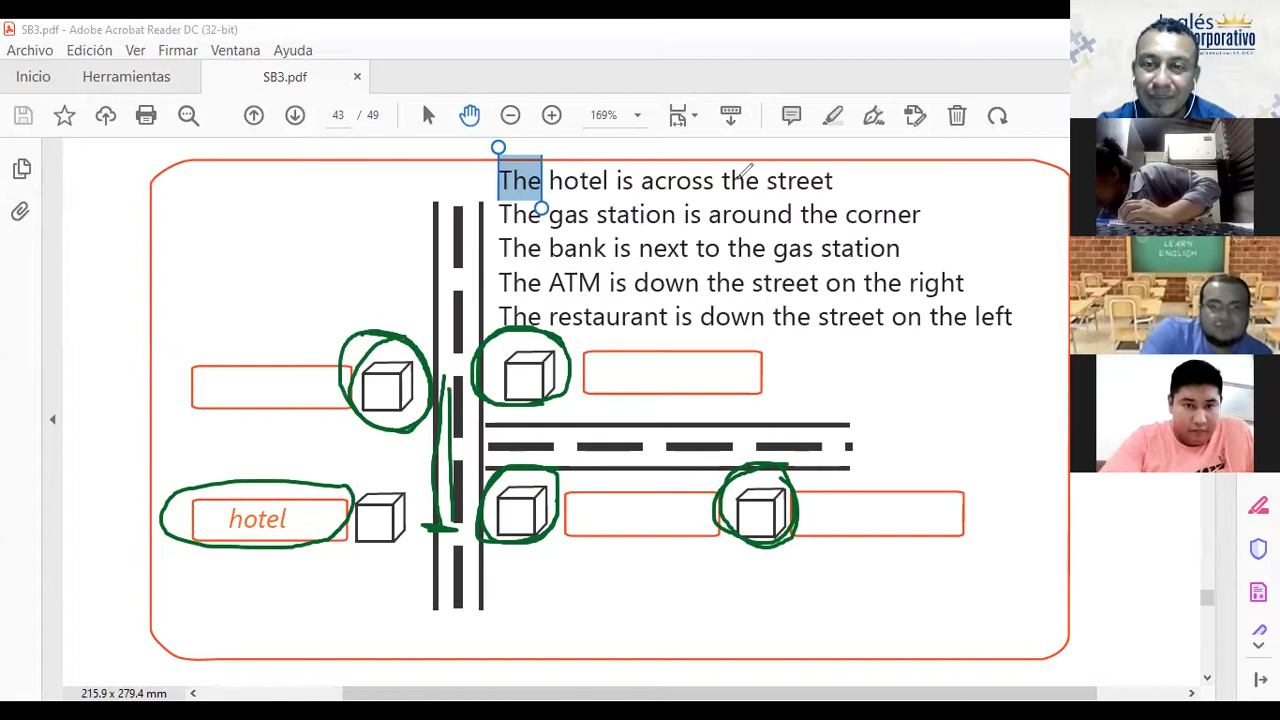 SB3.pdf - Adobe Acrobat Reader DC (32-bit)
Archivo Edición Ver Firmar Ventana Ayuda
Inicio Herramientas SB3.pdf
43 / 49 169%
The hotel is across the street
The gas station is around the corner
The bank is next to the gas station
The ATM is down the street on the right
The restaurant is down the street on the left
hotel
215.9 x 279.4 mm
Inglés
Corporativo
LEARN
ENGLISH